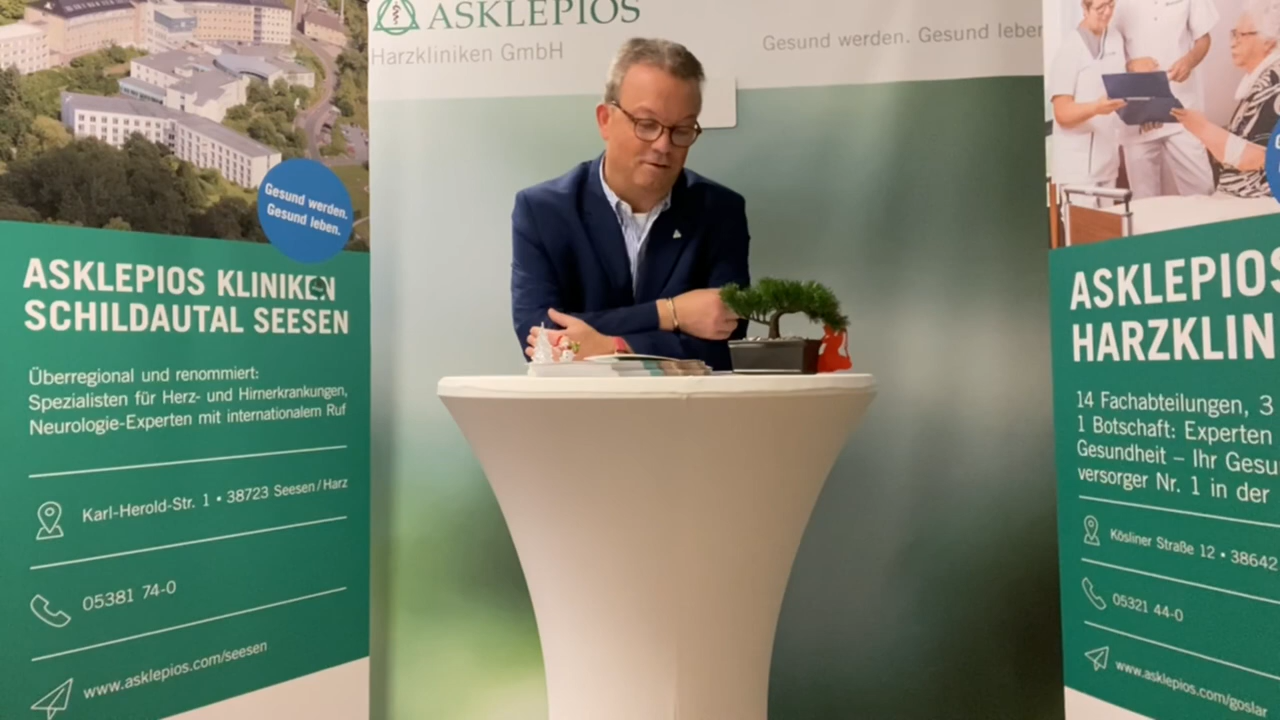 ASKLEPIOS
Harzkliniken GmbH
Gesund werden. Gesund leben
Gesund werden.
Gesund leben.
ASKLEPIOS KLINIKEN
SCHILDAUTAL SEESEN
Überregional und renommiert:
Spezialisten für Herz- und Hirnerkrankungen,
Neurologie-Experten mit internationalem Ruf
Karl-Herold-Str. 1 • 38723 Seesen/Harz
05381 74-0
www.asklepios.com/seesen
ASKLEPIOS
HARZKLIN
14 Fachabteilungen, 3
1 Botschaft: Experten
Gesundheit – Ihr Gesu
versorger Nr. 1 in der
Kösliner Straße 12 • 38642
05321 44-0
www.asklepios.com/goslar